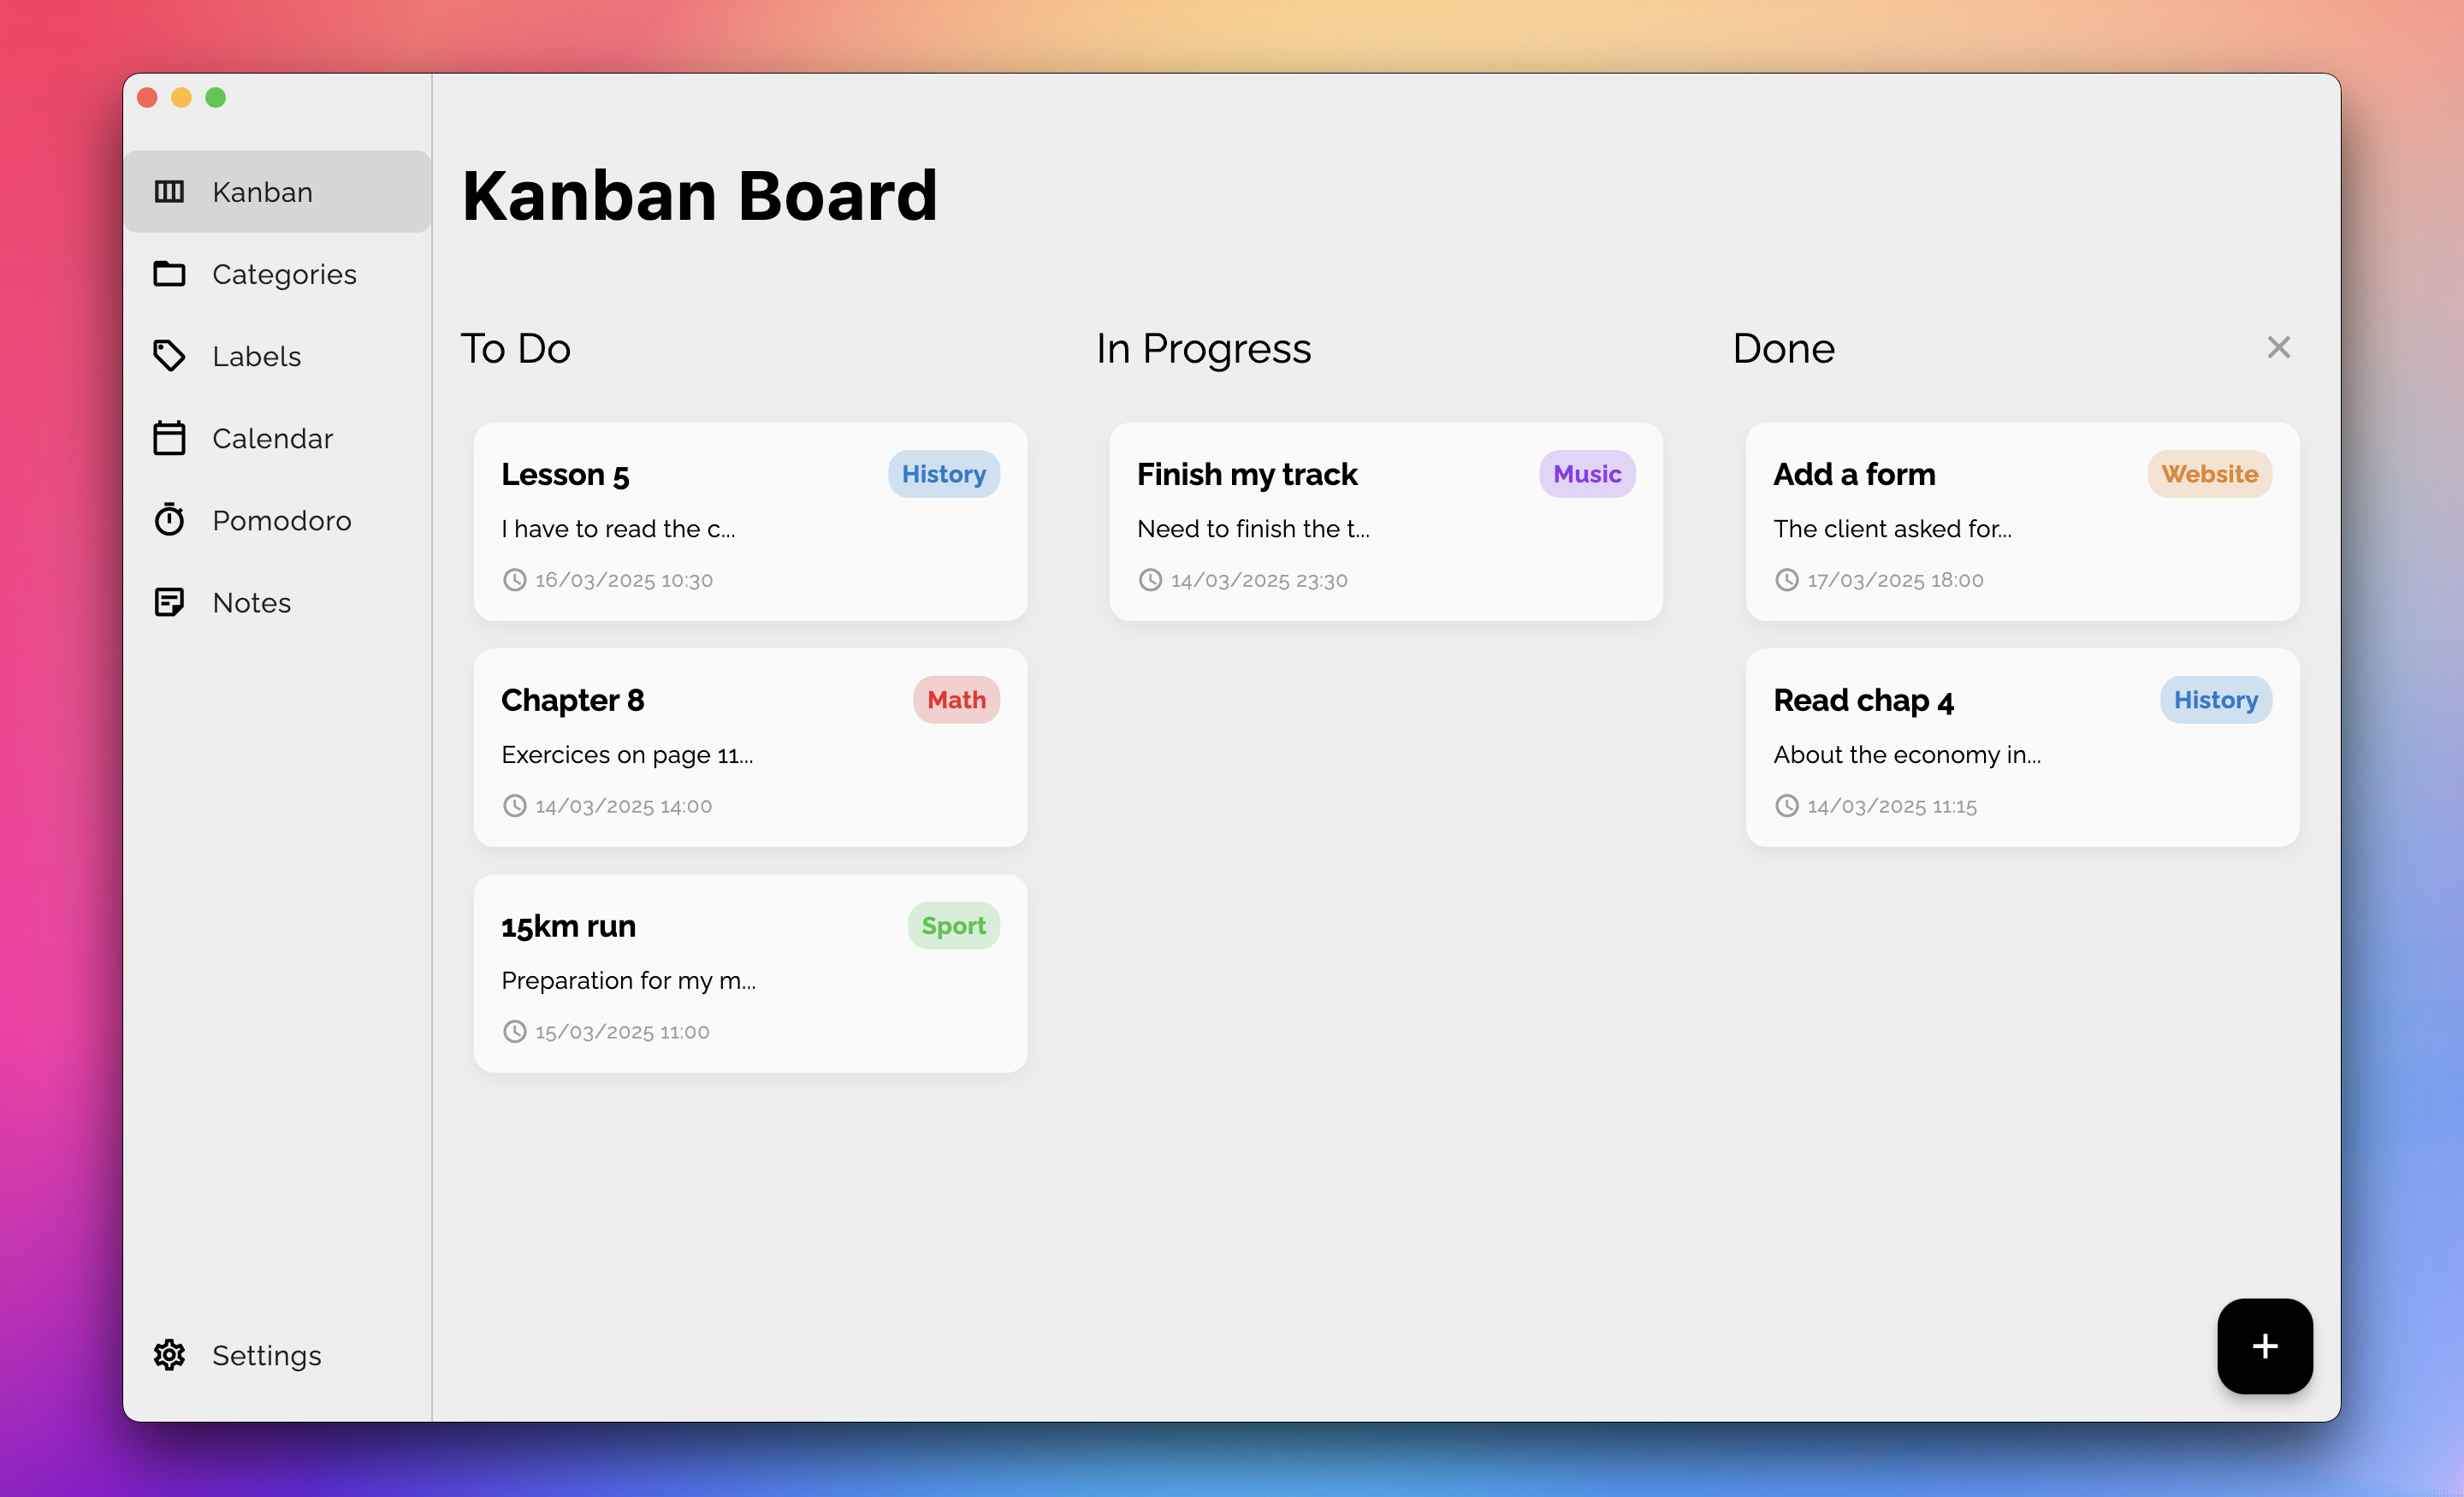 Kanban
Categories
Labels
Calendar
Pomodoro
Notes
Settings
Kanban Board
To Do
Lesson 5
History
I have to read the c...
16/03/2025 10:30
Chapter 8
Math
Exercices on page 11...
14/03/2025 14:00
15km run
Sport
Preparation for my m...
15/03/2025 11:00
In Progress
Finish my track
Music
Need to finish the t...
14/03/2025 23:30
Done
Add a form
Website
The client asked for...
17/03/2025 18:00
Read chap 4
History
About the economy in...
14/03/2025 11:15